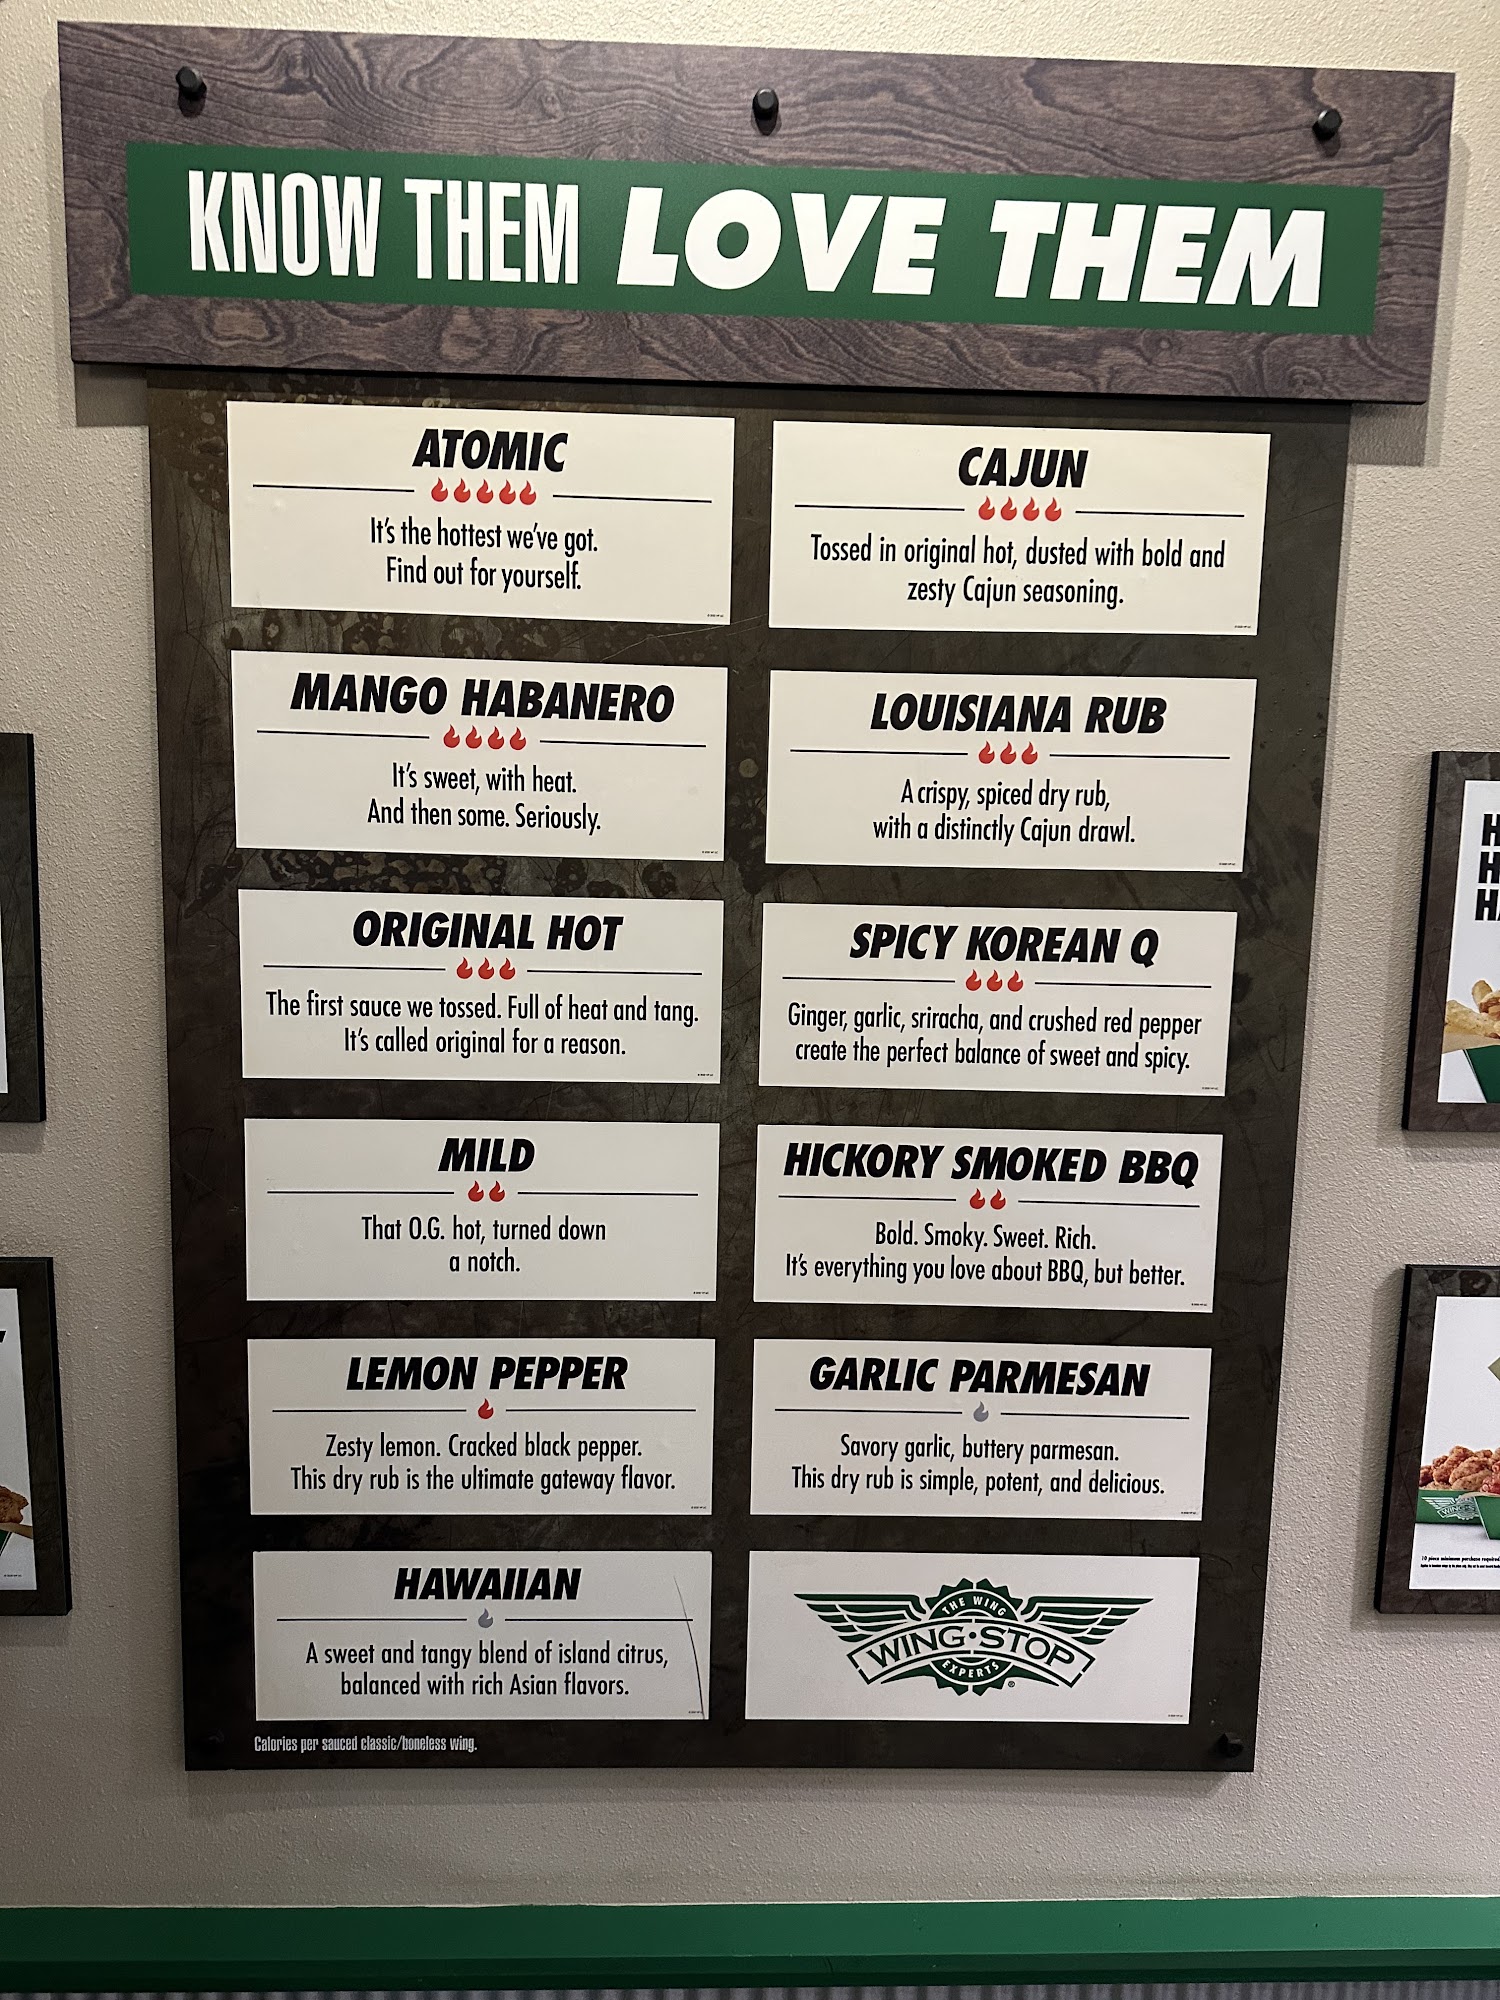 KNOW THEM LOVE THEM
ATOMIC
It's the hottest we've got.
Find out for yourself.
CAJUN
Tossed in original hot, dusted with bold and
zesty Cajun seasoning.
MANGO HABANERO
It's sweet, with heat.
And then some. Seriously.
LOUISIANA RUB
A crispy, spiced dry rub,
with a distinctly Cajun drawl.
ORIGINAL HOT
The first sauce we tossed. Full of heat and tang.
It's called original for a reason.
SPICY KOREAN Q
Ginger, garlic, sriracha, and crushed red pepper
create the perfect balance of sweet and spicy.
MILD
That O.G. hot, turned down
a notch.
HICKORY SMOKED BBQ
Bold. Smoky. Sweet. Rich.
It's everything you love about BBQ, but better.
LEMON PEPPER
Zesty lemon. Cracked black pepper.
This dry rub is the ultimate gateway flavor.
GARLIC PARMESAN
Savory garlic, buttery parmesan.
This dry rub is simple, potent, and delicious.
HAWAIIAN
A sweet and tangy blend of island citrus,
balanced with rich Asian flavors.
THE WING
WING·STOP
EXPERTS
®
Calories per sauced classic/boneless wing.
10 piece minimum purchase required